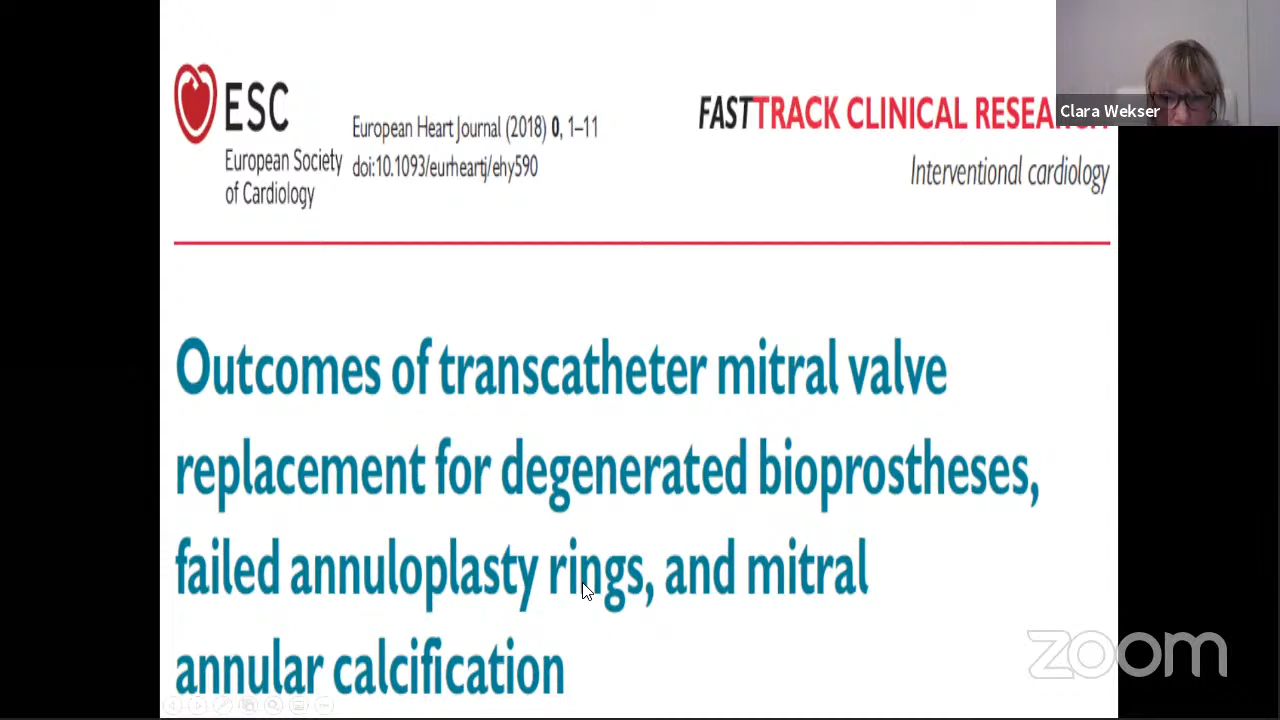 ESC
European Society
of Cardiology
European Heart Journal (2018) 0, 1–11
doi:10.1093/eurheartj/ehy590
FASTTRACK CLINICAL RESEARCH
Interventional cardiology
Clara Wekser
Outcomes of transcatheter mitral valve
replacement for degenerated bioprostheses,
failed annuloplasty rings, and mitral
annular calcification
zoom